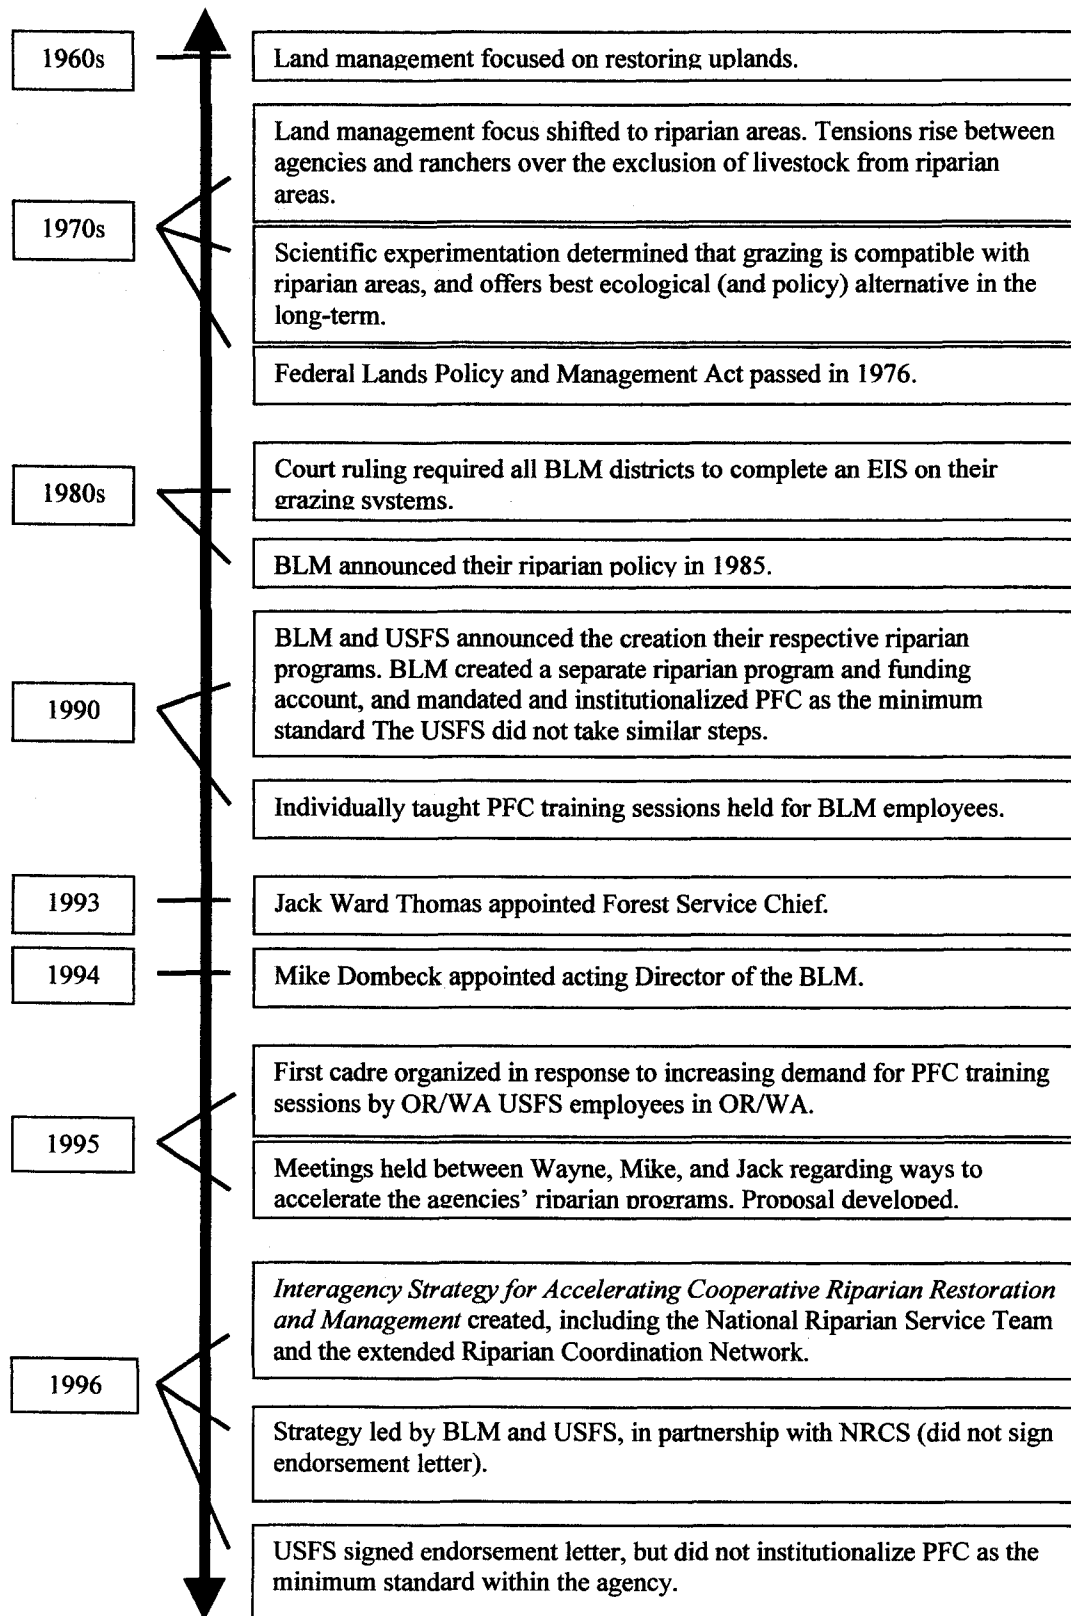 1960s
Land management focused on restoring uplands.
1970s
Land management focus shifted to riparian areas. Tensions rise between
agencies and ranchers over the exclusion of livestock from riparian
areas.
Scientific experimentation determined that grazing is compatible with
riparian areas, and offers best ecological (and policy) alternative in the
long-term.
Federal Lands Policy and Management Act passed in 1976.
1980s
Court ruling required all BLM districts to complete an EIS on their
grazing systems.
BLM announced their riparian policy in 1985.
1990
BLM and USFS announced the creation their respective riparian
programs. BLM created a separate riparian program and funding
account, and mandated and institutionalized PFC as the minimum
standard The USFS did not take similar steps.
Individually taught PFC training sessions held for BLM employees.
1993
Jack Ward Thomas appointed Forest Service Chief.
1994
Mike Dombeck appointed acting Director of the BLM.
1995
First cadre organized in response to increasing demand for PFC training
sessions by OR/WA USFS employees in OR/WA.
Meetings held between Wayne, Mike, and Jack regarding ways to
accelerate the agencies' riparian programs. Proposal developed.
1996
Interagency Strategy for Accelerating Cooperative Riparian Restoration
and Management created, including the National Riparian Service Team
and the extended Riparian Coordination Network.
Strategy led by BLM and USFS, in partnership with NRCS (did not sign
endorsement letter).
USFS signed endorsement letter, but did not institutionalize PFC as the
minimum standard within the agency.